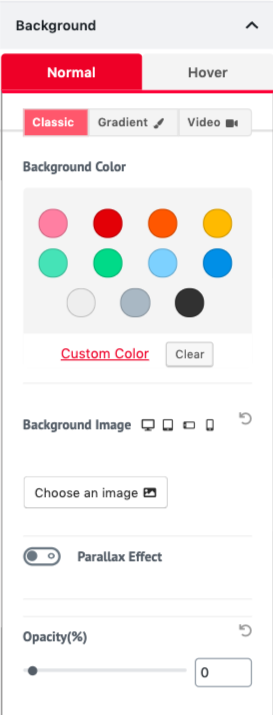 Background
Normal Hover
Classic Gradient Video
Background Color
Custom Color Clear
Background Image
Choose an image
Parallax Effect
Opacity(%)
0